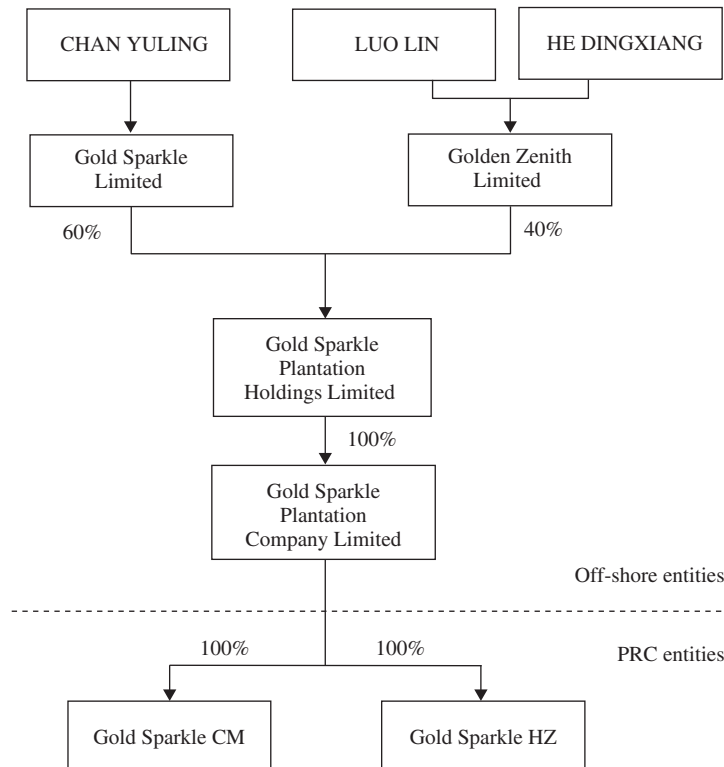 CHAN YULING
LUO LIN
HE DINGXIANG
Gold Sparkle
Limited
Golden Zenith
Limited
60%
40%
Gold Sparkle
Plantation
Holdings Limited
100%
Gold Sparkle
Plantation
Company Limited
Off-shore entities
PRC entities
100%
100%
Gold Sparkle CM
Gold Sparkle HZ